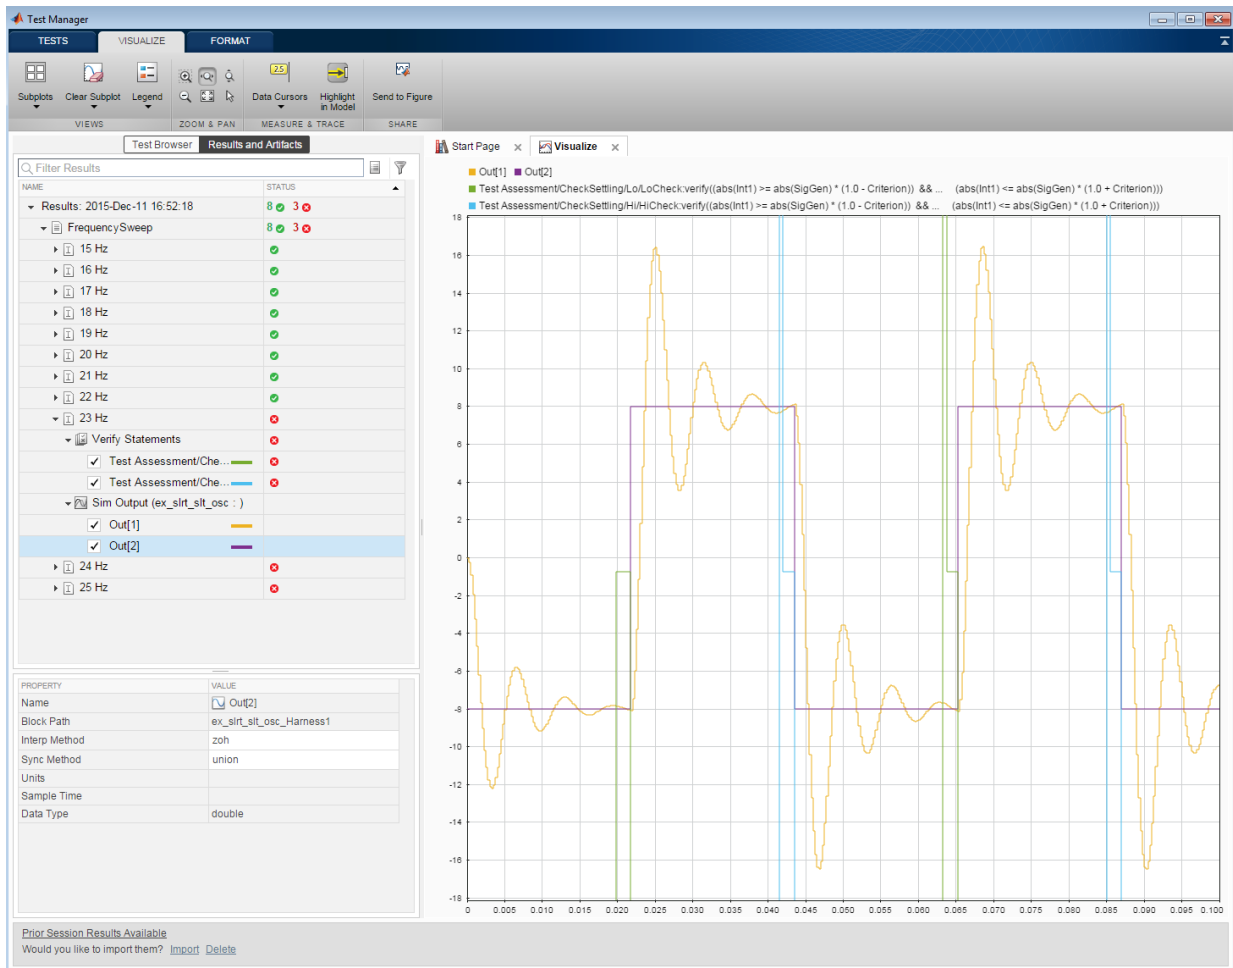 Test Manager
TESTS VISUALIZE FORMAT
Subplots Clear Subplot Legend Data Cursors Highlight in Model Send to Figure
2.5
VIEWS ZOOM & PAN MEASURE & TRACE SHARE
Test Browser Results and Artifacts
Filter Results
NAME STATUS
Results: 2015-Dec-11 16:52:18 8 3
FrequencySweep 8 3
15 Hz
16 Hz
17 Hz
18 Hz
19 Hz
20 Hz
21 Hz
22 Hz
23 Hz
Verify Statements
Test Assessment/Che...
Test Assessment/Che...
Sim Output (ex_slrt_slt_osc : )
Out[1]
Out[2]
24 Hz
25 Hz
PROPERTY VALUE
Name Out[2]
Block Path ex_slrt_slt_osc_Harness1
Interp Method zoh
Sync Method union
Units
Sample Time
Data Type double
Start Page x Visualize x
Out[1] Out[2]
Test Assessment/CheckSettling/Lo/LoCheck:verify((abs(Int1) >= abs(SigGen) * (1.0 - Criterion)) && ... (abs(Int1) <= abs(SigGen) * (1.0 + Criterion)))
Test Assessment/CheckSettling/Hi/HiCheck:verify((abs(Int1) >= abs(SigGen) * (1.0 - Criterion)) && ... (abs(Int1) <= abs(SigGen) * (1.0 + Criterion)))
18
16
14
12
10
8
6
4
2
0
-2
-4
-6
-8
-10
-12
-14
-16
-18
0 0.005 0.010 0.015 0.020 0.025 0.030 0.035 0.040 0.045 0.050 0.055 0.060 0.065 0.070 0.075 0.080 0.085 0.090 0.095 0.100
Prior Session Results Available
Would you like to import them? Import Delete